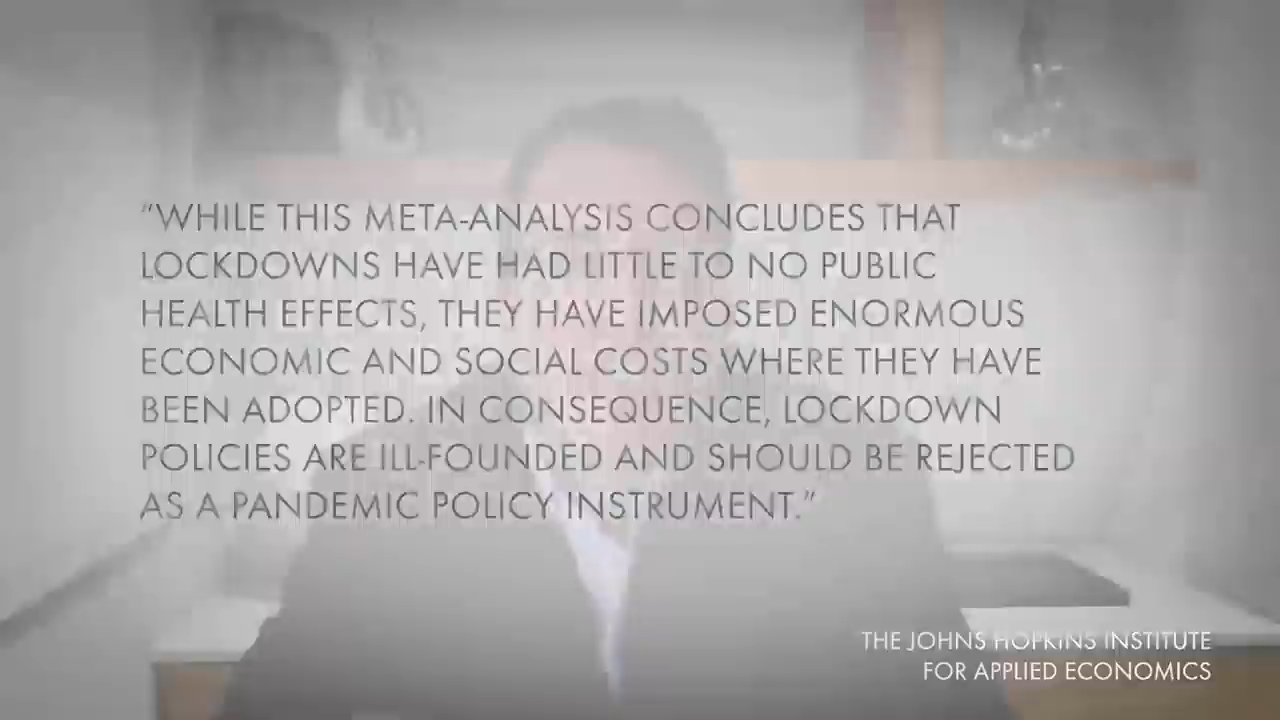 “WHILE THIS META-ANALYSIS CONCLUDES THAT
LOCKDOWNS HAVE HAD LITTLE TO NO PUBLIC
HEALTH EFFECTS, THEY HAVE IMPOSED ENORMOUS
ECONOMIC AND SOCIAL COSTS WHERE THEY HAVE
BEEN ADOPTED. IN CONSEQUENCE, LOCKDOWN
POLICIES ARE ILL-FOUNDED AND SHOULD BE REJECTED
AS A PANDEMIC POLICY INSTRUMENT.”
THE JOHNS HOPKINS INSTITUTE
FOR APPLIED ECONOMICS